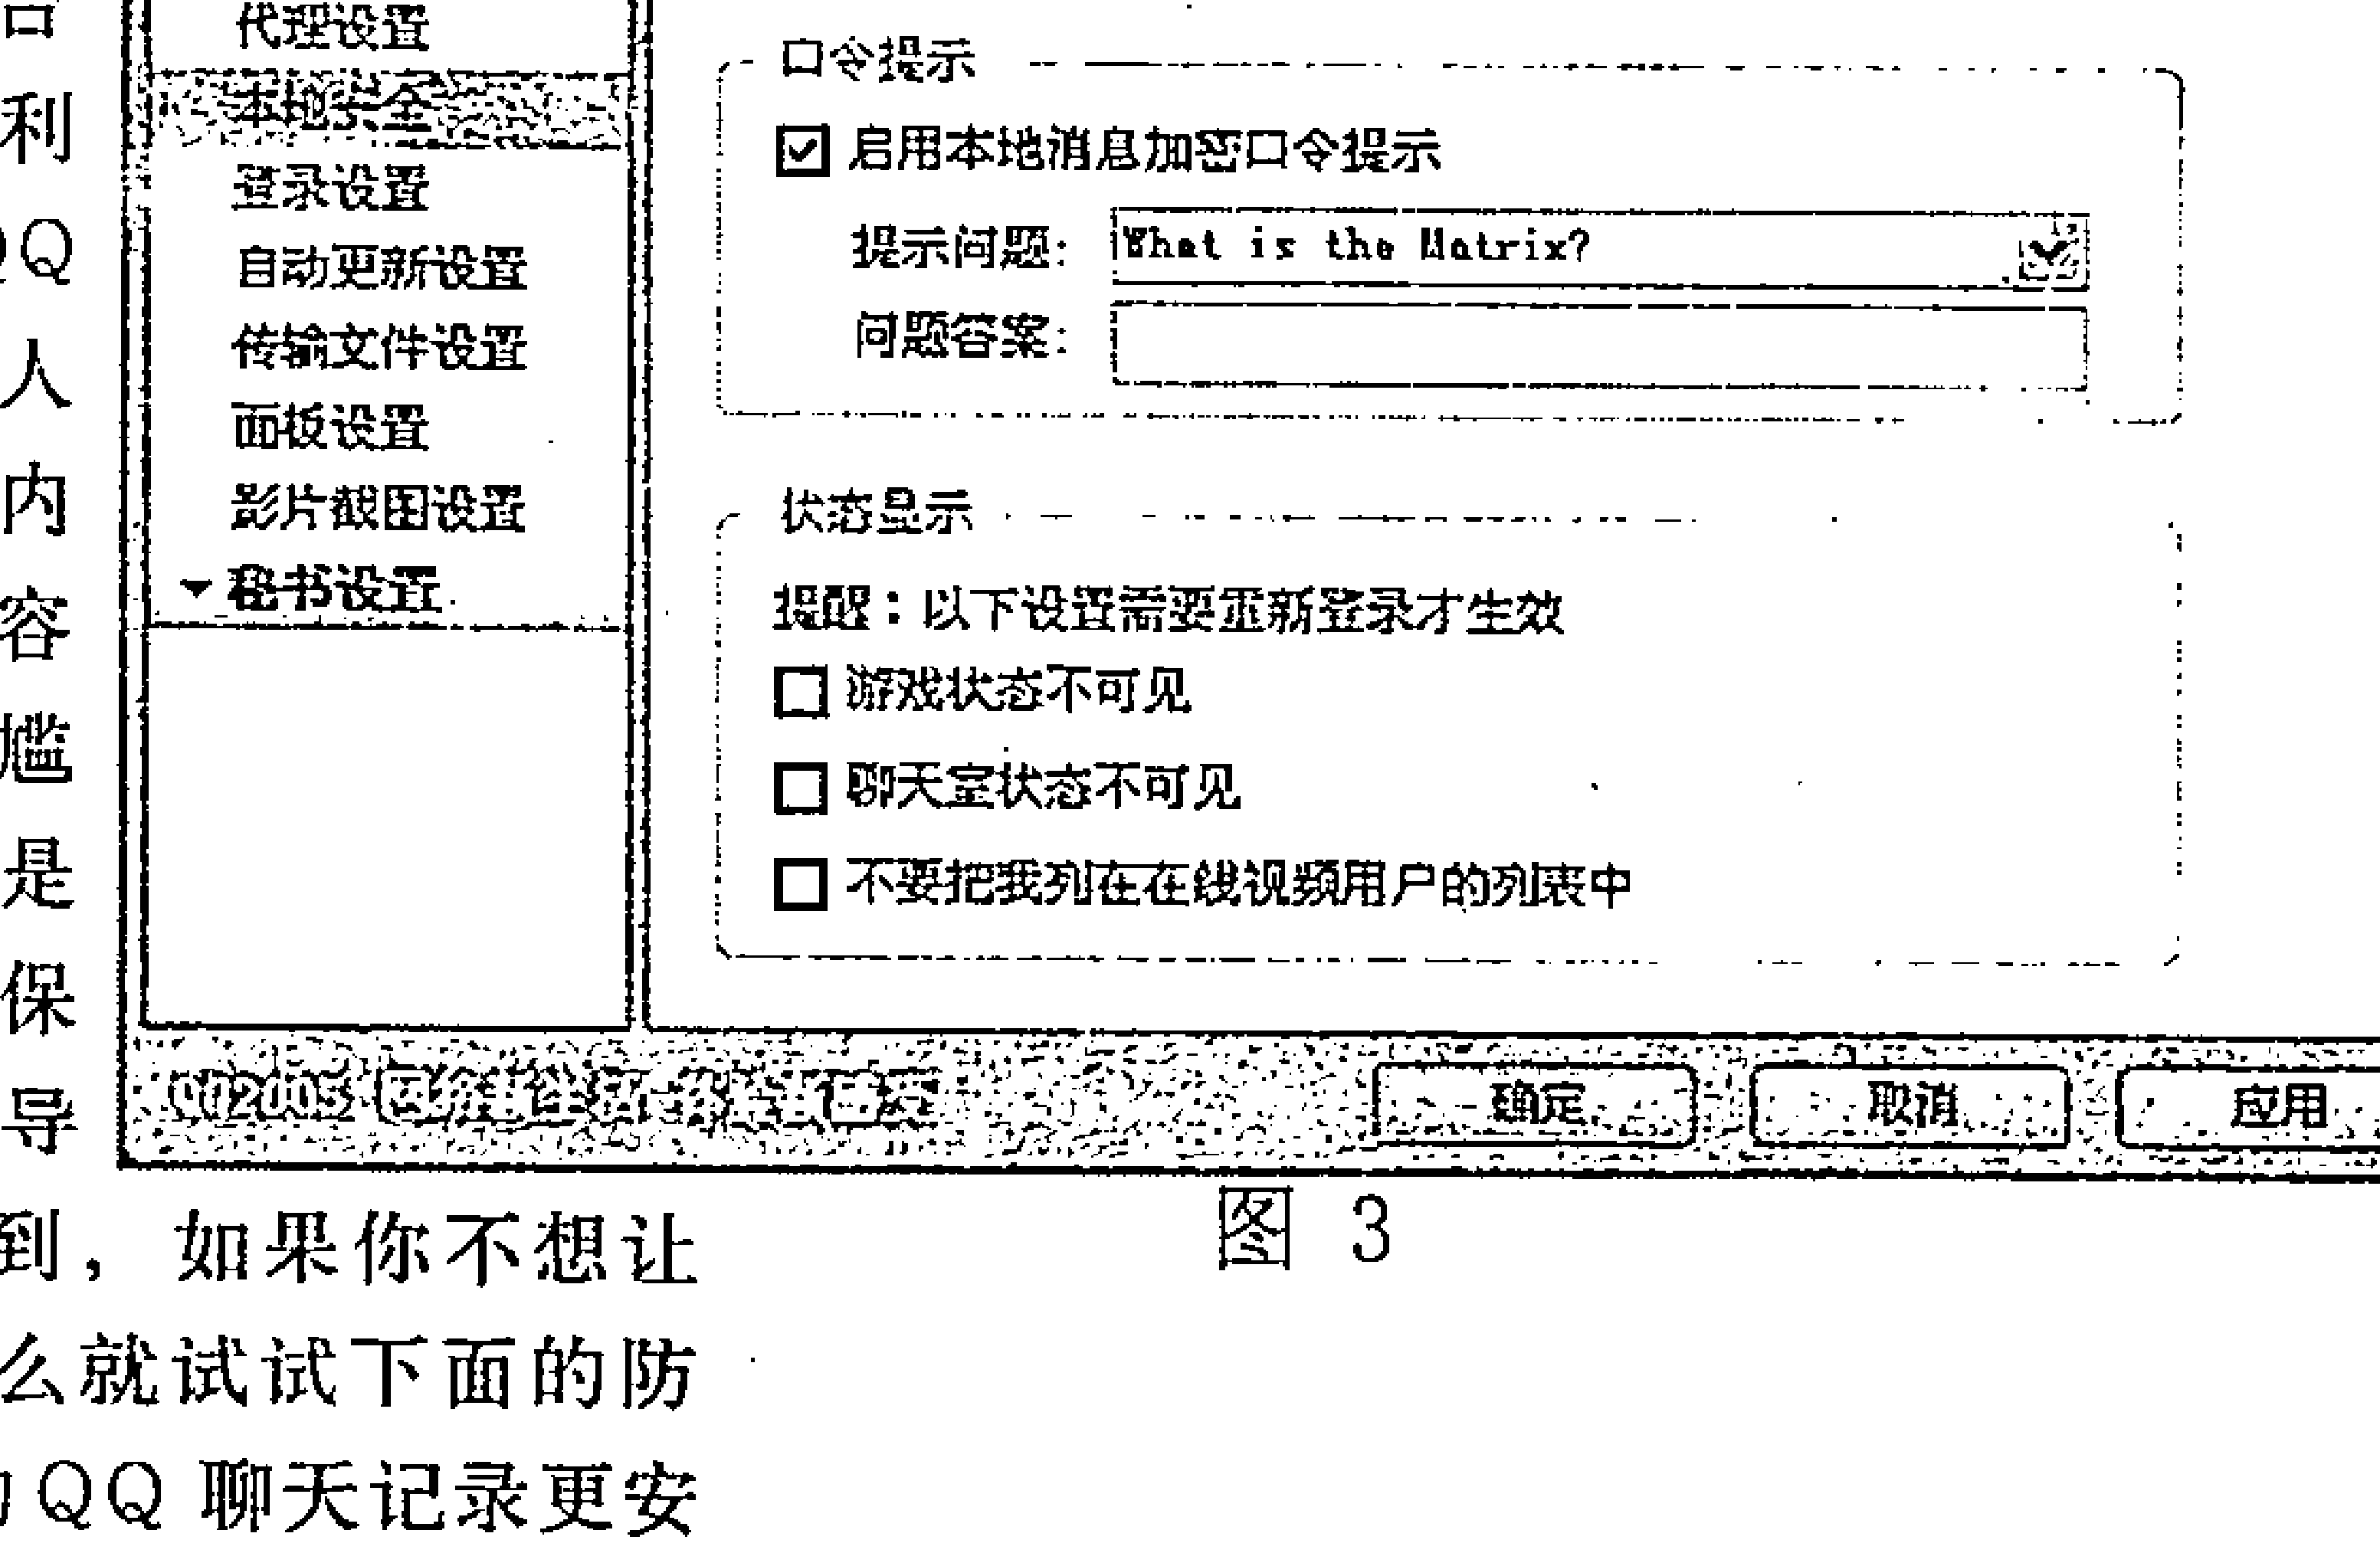 代理设置
本地安全
登录设置
自动更新设置
传输文件设置
面板设置
影片截图设置
秘书设置
口令提示
启用本地消息加密口令提示
提示问题: What is the Matrix?
问题答案:
状态显示
提醒：以下设置需要重新登录才生效
游戏状态不可见
聊天室状态不可见
不要把我列在在线视频用户的列表中
QQ2005
确定 取消 应用
图 3
利
QQ
人
内
容
尴
是
保
导
到，如果你不想让
么就试试下面的防
QQ 聊天记录更安